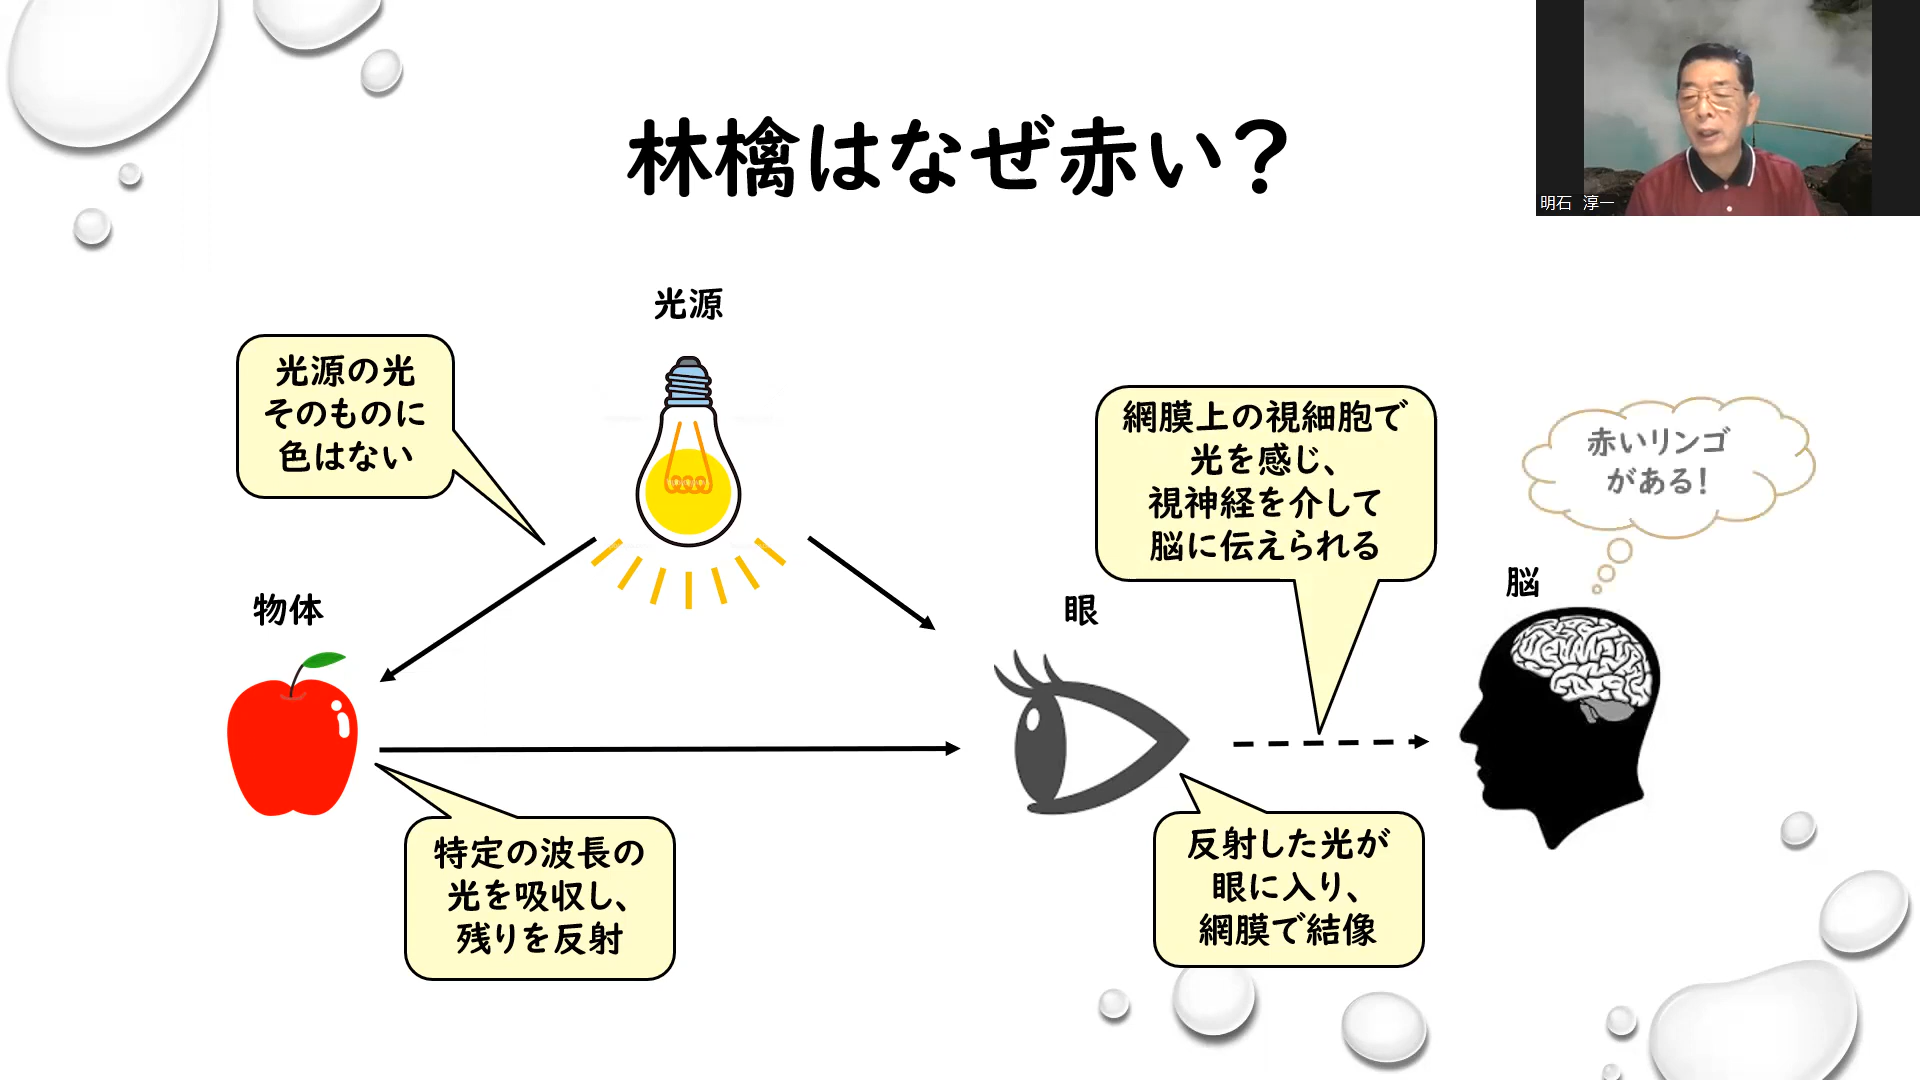 林檎はなぜ赤い？
明石 淳一
光源
光源の光
そのものに
色はない
網膜上の視細胞で
光を感じ、
視神経を介して
脳に伝えられる
赤いリンゴ
がある！
物体
眼
脳
特定の波長の
光を吸収し、
残りを反射
反射した光が
眼に入り、
網膜で結像